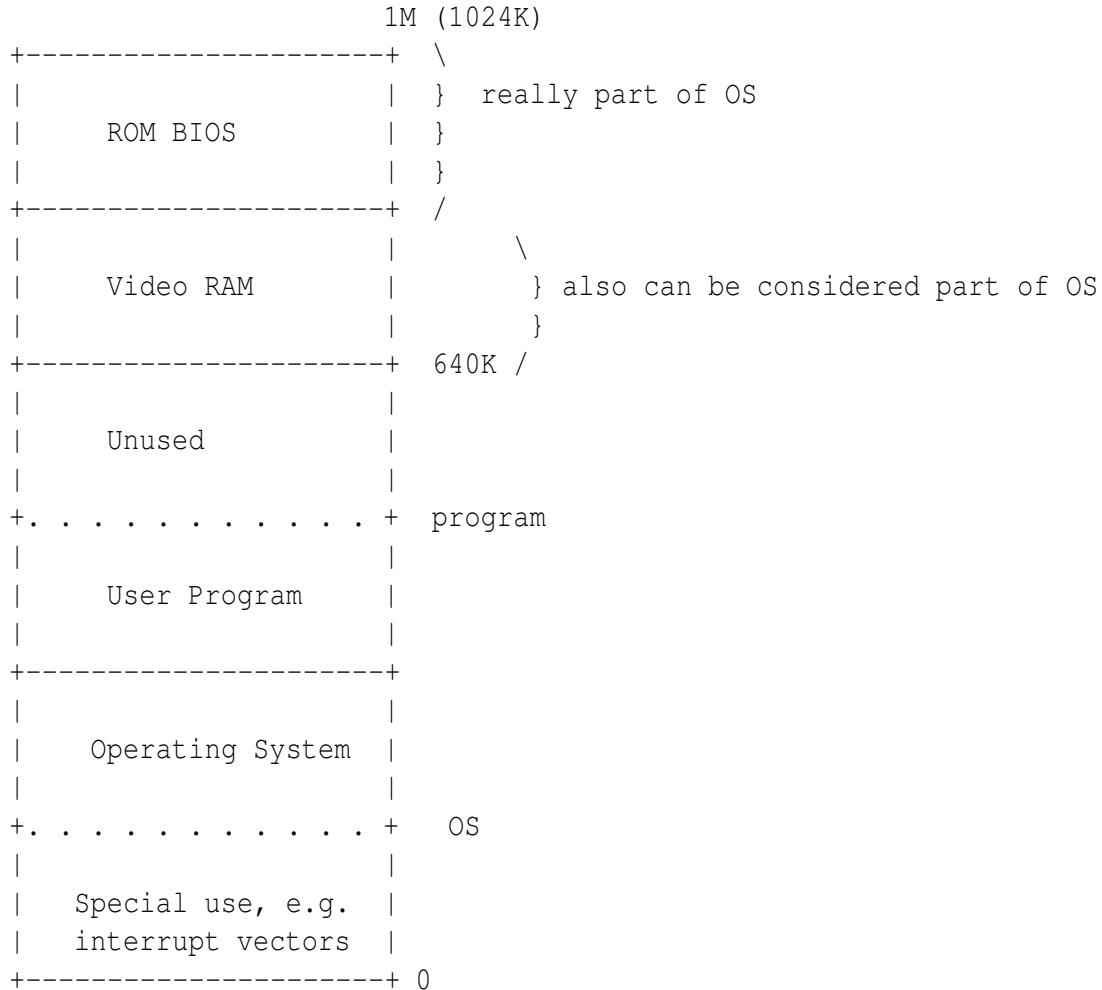 1M (1024K)
+----------------------+  \
|                      |  }  really part of OS
|     ROM BIOS         |  }
|                      |  }
+----------------------+  /
|                      |       \
|     Video RAM        |        } also can be considered part of OS
|                      |        }
+----------------------+  640K /
|                      |
|     Unused           |
|                      |
+. . . . . . . . . . . +  program
|                      |
|     User Program     |
|                      |
+----------------------+
|                      |
|    Operating System  |
|                      |
+. . . . . . . . . . . +   OS
|                      |
|   Special use, e.g.  |
|   interrupt vectors  |
+----------------------+ 0